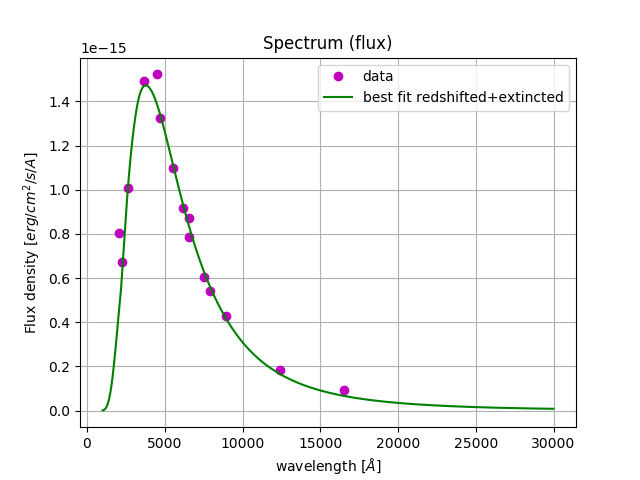 Spectrum (flux)
1e−15
data
best fit redshifted+extincted
1.4
1.2
1.0
0.8
0.6
0.4
0.2
0.0
Flux density [erg/cm²/s/A]
0 5000 10000 15000 20000 25000 30000
wavelength [Å]